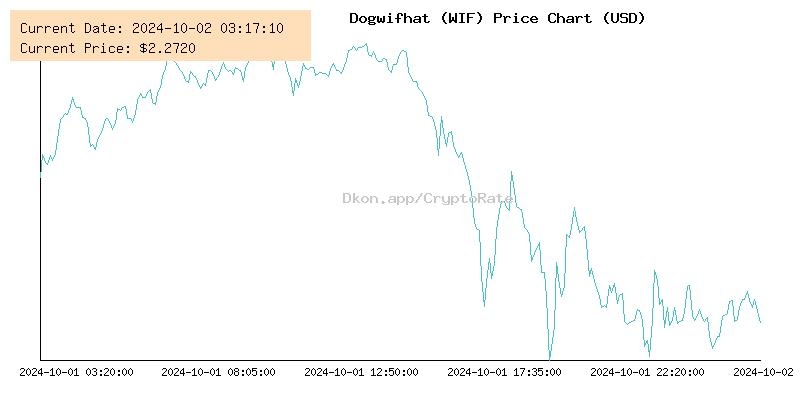 Dogwifhat (WIF) Price Chart (USD)
Current Date: 2024-10-02 03:17:10
Current Price: $2.2720
Dkon.app/CryptoRate
2024-10-01 03:20:00 2024-10-01 08:05:00 2024-10-01 12:50:00 2024-10-01 17:35:00 2024-10-01 22:20:00 2024-10-02